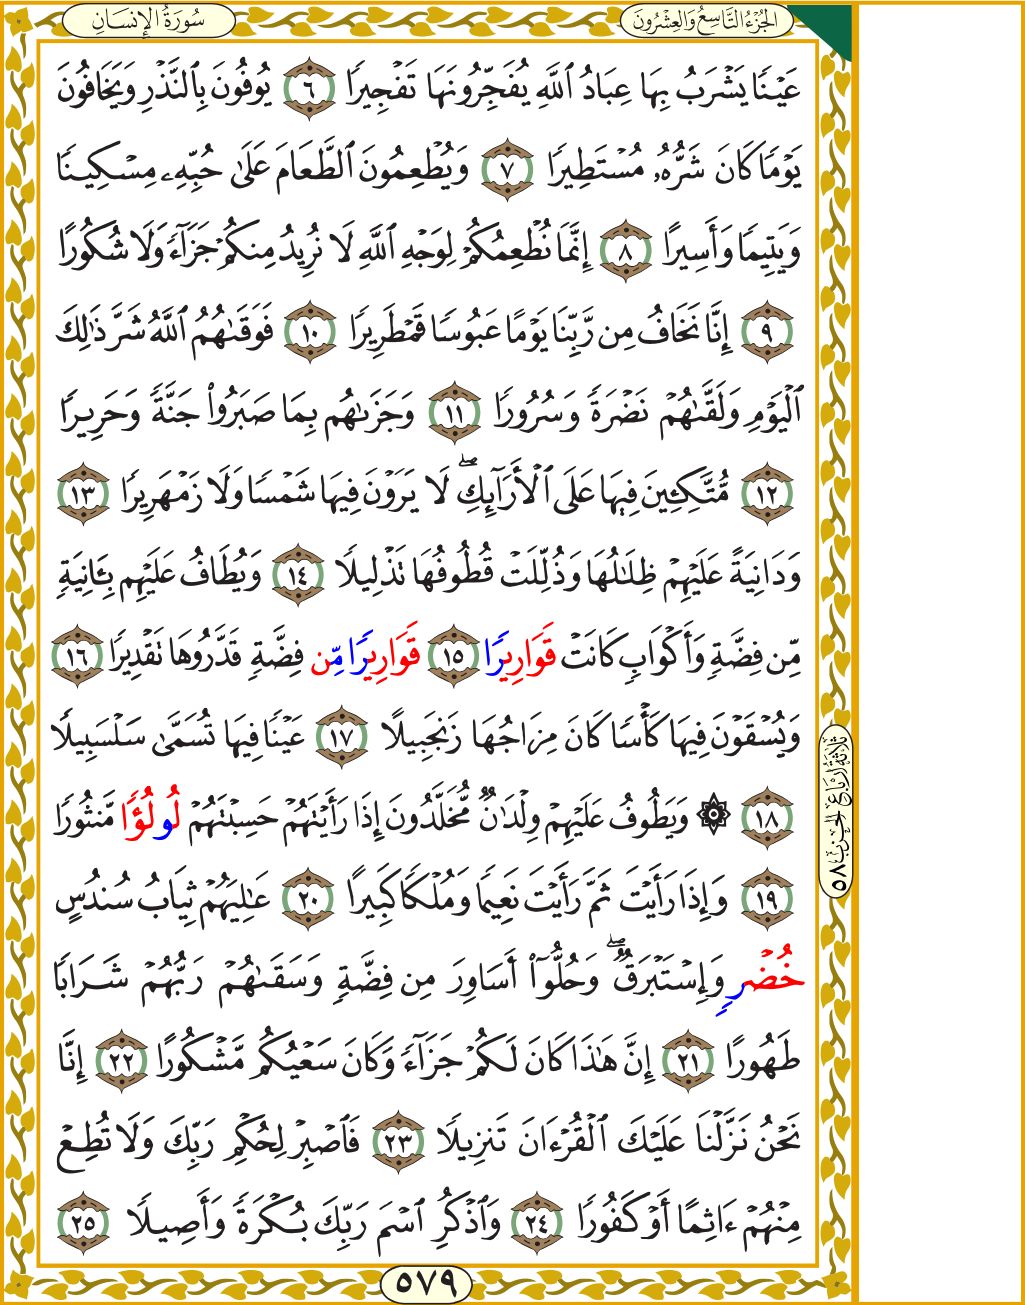 سُورَةُ الإِنسَانِ
الجُزْءُ التَّاسِعُ وَالعِشْرُونَ
عَيْنًا يَشْرَبُ بِهَا عِبَادُ ٱللَّهِ يُفَجِّرُونَهَا تَفْجِيرًا ٦ يُوفُونَ بِٱلنَّذْرِ وَيَخَافُونَ
يَوْمًا كَانَ شَرُّهُۥ مُسْتَطِيرًا ٧ وَيُطْعِمُونَ ٱلطَّعَامَ عَلَىٰ حُبِّهِۦ مِسْكِينًا
وَيَتِيمًا وَأَسِيرًا ٨ إِنَّمَا نُطْعِمُكُمْ لِوَجْهِ ٱللَّهِ لَا نُرِيدُ مِنكُمْ جَزَآءً وَلَا شُكُورًا
٩ إِنَّا نَخَافُ مِن رَّبِّنَا يَوْمًا عَبُوسًا قَمْطَرِيرًا ١٠ فَوَقَىٰهُمُ ٱللَّهُ شَرَّ ذَٰلِكَ
ٱلْيَوْمِ وَلَقَّىٰهُمْ نَضْرَةً وَسُرُورًا ١١ وَجَزَىٰهُم بِمَا صَبَرُوا۟ جَنَّةً وَحَرِيرًا
١٢ مُّتَّكِـِٔينَ فِيهَا عَلَى ٱلْأَرَآئِكِ ۖ لَا يَرَوْنَ فِيهَا شَمْسًا وَلَا زَمْهَرِيرًا ١٣
وَدَانِيَةً عَلَيْهِمْ ظِلَٰلُهَا وَذُلِّلَتْ قُطُوفُهَا تَذْلِيلًا ١٤ وَيُطَافُ عَلَيْهِم بِـَٔانِيَةٍ
مِّن فِضَّةٍ وَأَكْوَابٍ كَانَتْ قَوَارِيرًا ١٥ قَوَارِيرًا مِّن فِضَّةٍ قَدَّرُوهَا تَقْدِيرًا ١٦
وَيُسْقَوْنَ فِيهَا كَأْسًا كَانَ مِزَاجُهَا زَنجَبِيلًا ١٧ عَيْنًا فِيهَا تُسَمَّىٰ سَلْسَبِيلًا
١٨ ۞ وَيَطُوفُ عَلَيْهِمْ وِلْدَٰنٌ مُّخَلَّدُونَ إِذَا رَأَيْتَهُمْ حَسِبْتَهُمْ لُولُؤًا مَّنثُورًا
١٩ وَإِذَا رَأَيْتَ ثَمَّ رَأَيْتَ نَعِيمًا وَمُلْكًا كَبِيرًا ٢٠ عَٰلِيَهُمْ ثِيَابُ سُندُسٍ
خُضْرٍ وَإِسْتَبْرَقٌ ۖ وَحُلُّوٓا۟ أَسَاوِرَ مِن فِضَّةٍ وَسَقَىٰهُمْ رَبُّهُمْ شَرَابًا
طَهُورًا ٢١ إِنَّ هَٰذَا كَانَ لَكُمْ جَزَآءً وَكَانَ سَعْيُكُم مَّشْكُورًا ٢٢ إِنَّا
نَحْنُ نَزَّلْنَا عَلَيْكَ ٱلْقُرْءَانَ تَنزِيلًا ٢٣ فَٱصْبِرْ لِحُكْمِ رَبِّكَ وَلَا تُطِعْ
مِنْهُمْ ءَاثِمًا أَوْ كَفُورًا ٢٤ وَٱذْكُرِ ٱسْمَ رَبِّكَ بُكْرَةً وَأَصِيلًا ٢٥
ثَلَاثَةُ أَرْبَاعِ الحِزْبِ ٥٨
٥٧٩